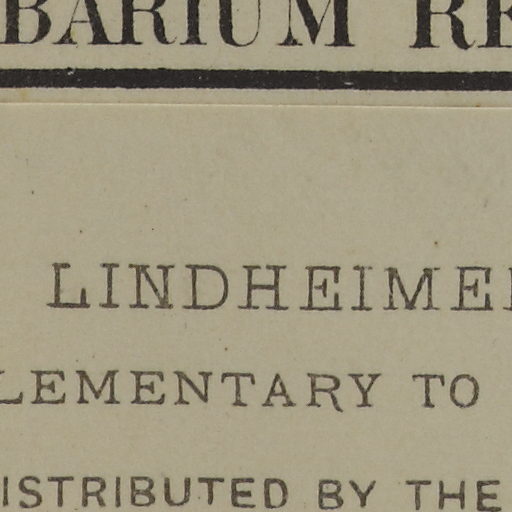 BARIUM RE
LINDHEIME
LEMENTARY TO
ISTRIBUTED BY THE